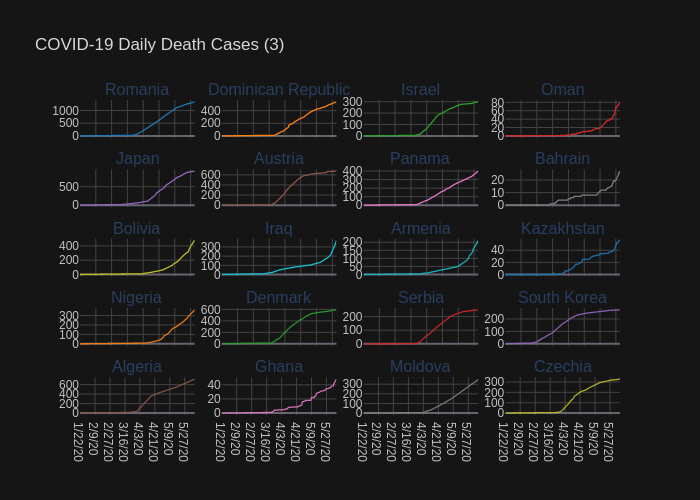 COVID-19 Daily Death Cases (3)
Romania Dominican Republic Israel Oman
1000 500 0 400 200 0 300 200 100 0 80 60 40 20 0
Japan Austria Panama Bahrain
500 0 600 400 200 0 400 300 200 100 0 20 10 0
Bolivia Iraq Armenia Kazakhstan
400 200 0 300 200 100 0 200 150 100 50 0 40 20 0
Nigeria Denmark Serbia South Korea
300 200 100 0 600 400 200 0 200 0 200 100 0
Algeria Ghana Moldova Czechia
600 400 200 0 40 20 0 300 200 100 0 300 200 100 0
1/22/20 2/9/20 2/27/20 3/16/20 4/3/20 4/21/20 5/9/20 5/27/20 1/22/20 2/9/20 2/27/20 3/16/20 4/3/20 4/21/20 5/9/20 5/27/20 1/22/20 2/9/20 2/27/20 3/16/20 4/3/20 4/21/20 5/9/20 5/27/20 1/22/20 2/9/20 2/27/20 3/16/20 4/3/20 4/21/20 5/9/20 5/27/20